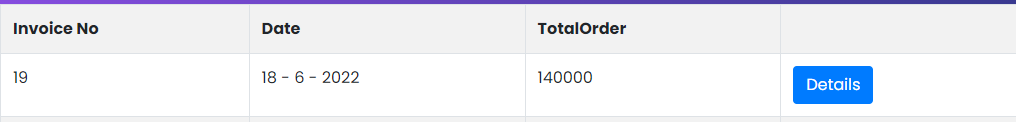 Invoice No Date TotalOrder
19 18 - 6 - 2022 140000 Details